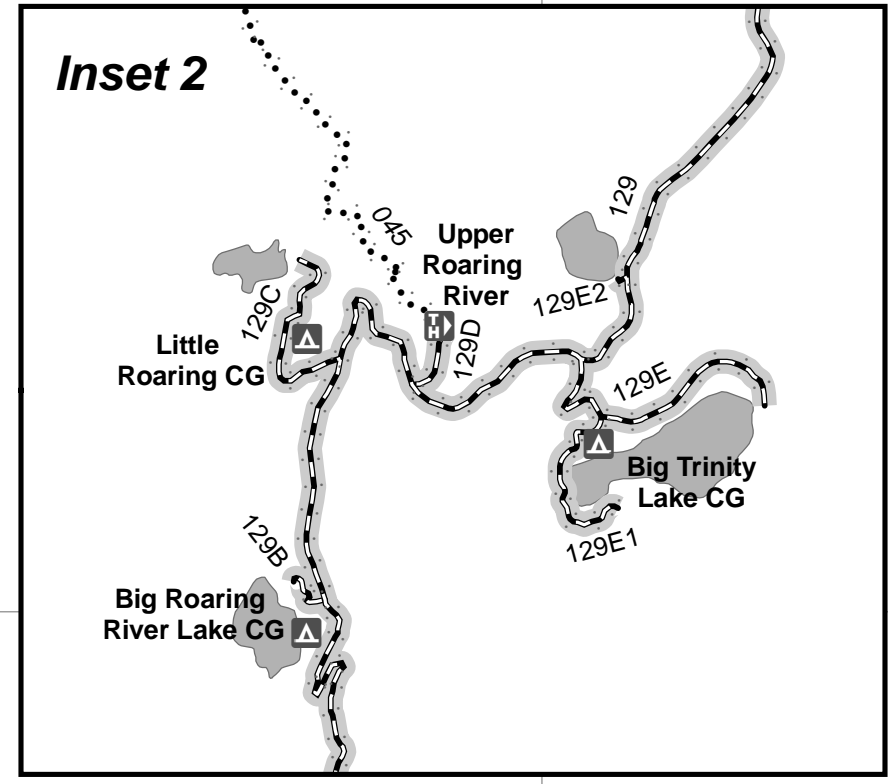 Inset 2
045
129
Upper
Roaring
River
129E2
129C
129D
Little
Roaring CG
TH
129E
Big Trinity
Lake CG
129E1
129B
Big Roaring
River Lake CG